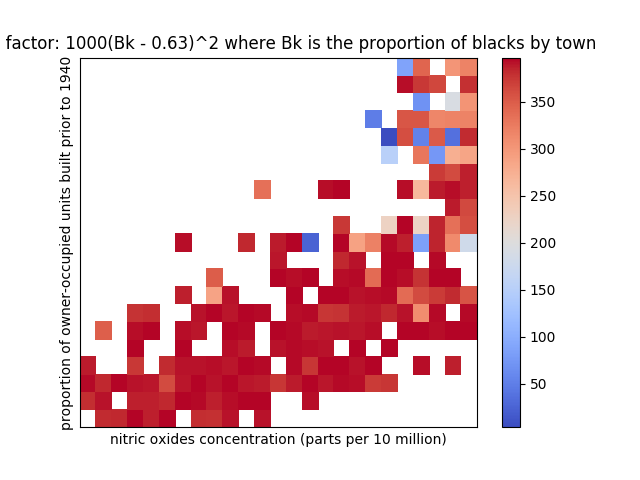 factor: 1000(Bk - 0.63)^2 where Bk is the proportion of blacks by town
proportion of owner-occupied units built prior to 1940
350
300
250
200
150
100
50
nitric oxides concentration (parts per 10 million)